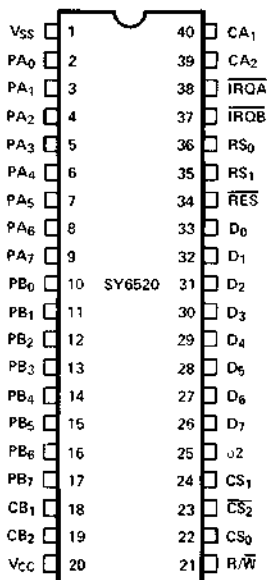 VSS 1 40 CA1
PA0 2 39 CA2
PA1 3 38 IRQA
PA2 4 37 IRQB
PA3 5 36 RS0
PA4 6 35 RS1
PA5 7 34 RES
PA6 8 33 D0
PA7 9 32 D1
PB0 10 SY6520 31 D2
PB1 11 30 D3
PB2 12 29 D4
PB3 13 28 D5
PB4 14 27 D6
PB5 15 26 D7
PB6 16 25 ø2
PB7 17 24 CS1
CB1 18 23 CS2
CB2 19 22 CS0
VCC 20 21 R/W